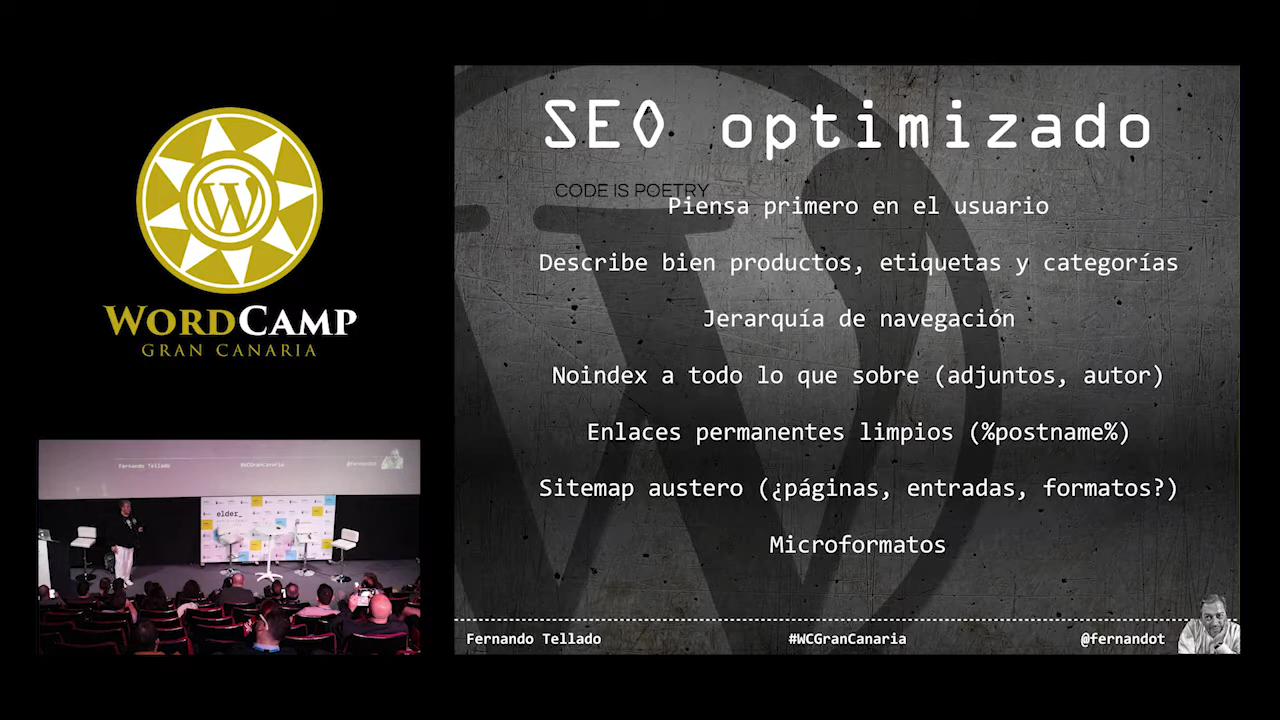 WORDCAMP
GRAN CANARIA
SEO optimizado
CODE IS POETRY
Piensa primero en el usuario
Describe bien productos, etiquetas y categorías
Jerarquía de navegación
Noindex a todo lo que sobre (adjuntos, autor)
Enlaces permanentes limpios (%postname%)
Sitemap austero (¿páginas, entradas, formatos?)
Microformatos
Fernando Tellado
#WCGranCanaria
@fernandot
Fernando Tellado
#WCGranCanaria
@fernandot
elder_